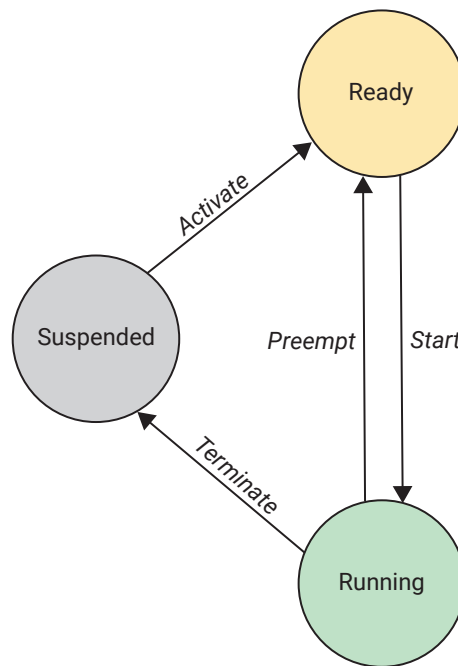 Ready
Activate
Suspended
Preempt
Start
Terminate
Running